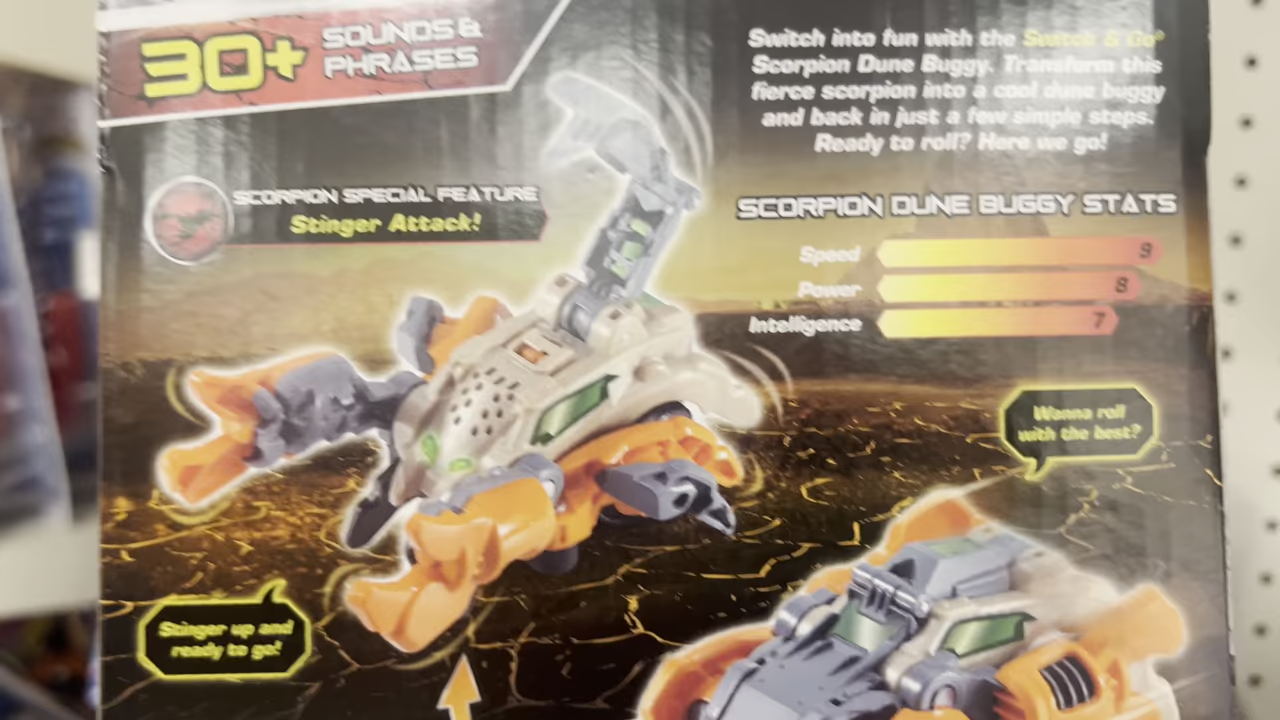 30+ SOUNDS &
PHRASES
SCORPION SPECIAL FEATURE
Stinger Attack!
Switch into fun with the Switch & Go®
Scorpion Dune Buggy. Transform this
fierce scorpion into a cool dune buggy
and back in just a few simple steps.
Ready to roll? Here we go!
SCORPION DUNE BUGGY STATS
Speed 9
Power 8
Intelligence 7
Wanna roll
with the best?
Stinger up and
ready to go!